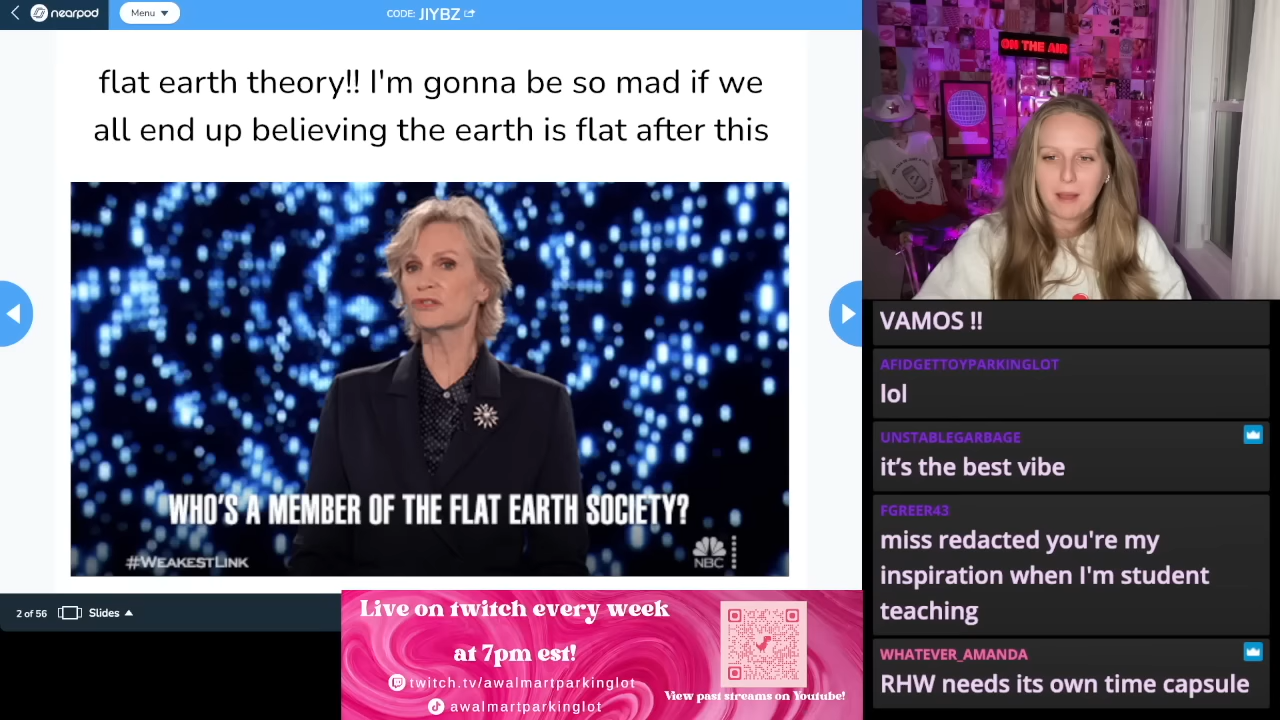 nearpod
Menu
CODE: JIYBZ
flat earth theory!! I'm gonna be so mad if we
all end up believing the earth is flat after this
WHO'S A MEMBER OF THE FLAT EARTH SOCIETY?
#WEAKESTLINK
NBC
2 of 56
Slides
Live on twitch every week
at 7pm est!
twitch.tv/awalmartparkinglot
awalmartparkinglot
View past streams on Youtube!
ON THE AIR
VAMOS !!
AFIDGETTOYPARKINGLOT
lol
UNSTABLEGARBAGE
it's the best vibe
FGREER43
miss redacted you're my
inspiration when I'm student
teaching
WHATEVER_AMANDA
RHW needs its own time capsule